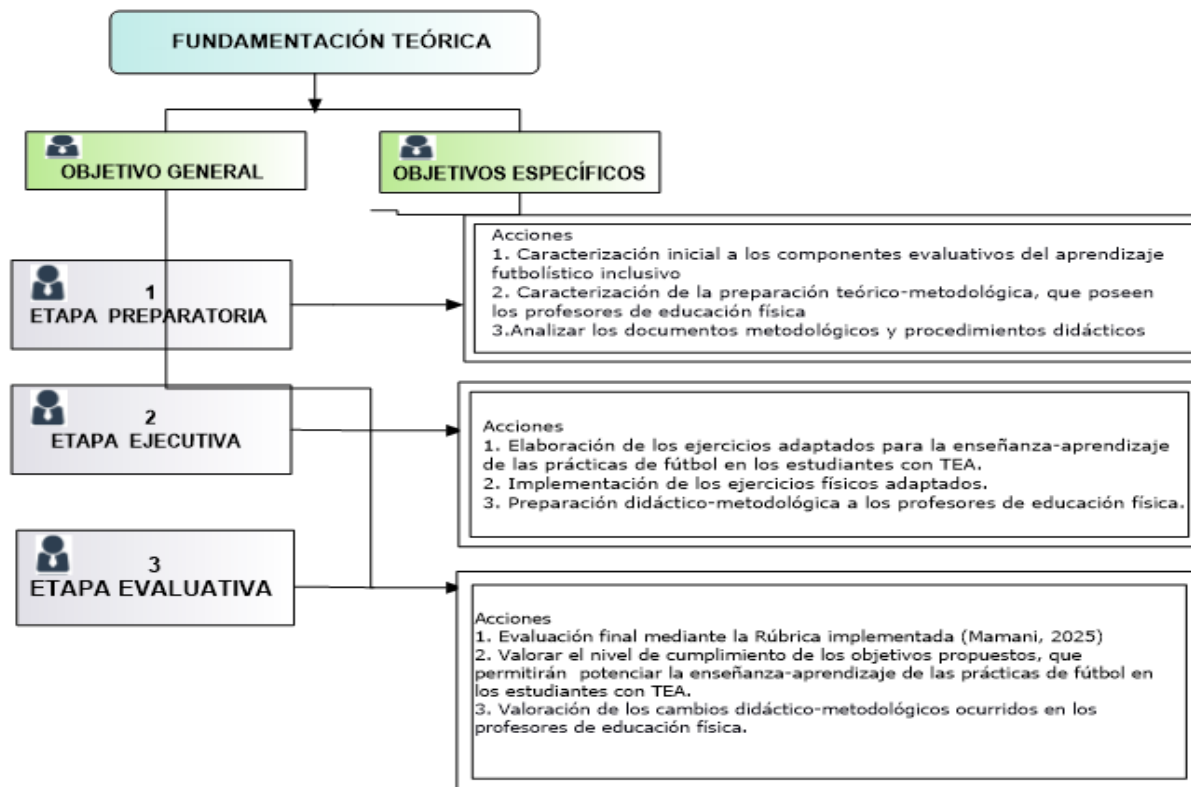 FUNDAMENTACIÓN TEÓRICA
OBJETIVO GENERAL
OBJETIVOS ESPECÍFICOS
1
ETAPA PREPARATORIA
Acciones
1. Caracterización inicial a los componentes evaluativos del aprendizaje
futbolístico inclusivo
2. Caracterización de la preparación teórico-metodológica, que poseen
los profesores de educación física
3.Analizar los documentos metodológicos y procedimientos didácticos
2
ETAPA EJECUTIVA
Acciones
1. Elaboración de los ejercicios adaptados para la enseñanza-aprendizaje
de las prácticas de fútbol en los estudiantes con TEA.
2. Implementación de los ejercicios físicos adaptados.
3. Preparación didáctico-metodológica a los profesores de educación física.
3
ETAPA EVALUATIVA
Acciones
1. Evaluación final mediante la Rúbrica implementada (Mamani, 2025)
2. Valorar el nivel de cumplimiento de los objetivos propuestos, que
permitirán potenciar la enseñanza-aprendizaje de las prácticas de fútbol en
los estudiantes con TEA.
3. Valoración de los cambios didáctico-metodológicos ocurridos en los
profesores de educación física.